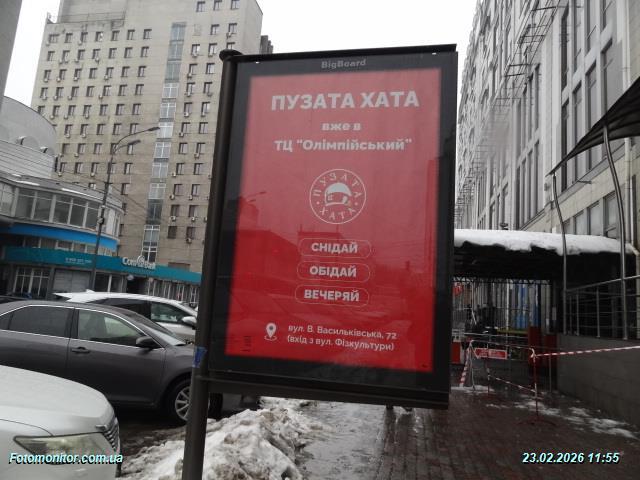 BigBoard
ПУЗАТА ХАТА
вже в
ТЦ "Олімпійський"
ПУЗАТА
ХАТА
СНІДАЙ
ОБІДАЙ
ВЕЧЕРЯЙ
вул. В. Васильківська, 72
(вхід з вул. Фізкультури)
Fotomonitor.com.ua
23.02.2026 11:55